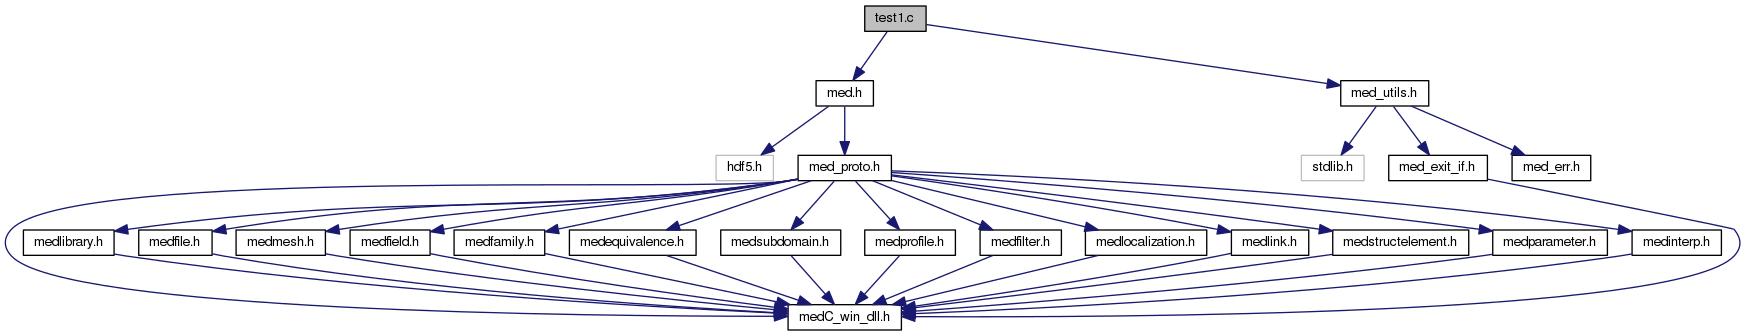 test1.c
med.h
med_utils.h
hdf5.h
med_proto.h
stdlib.h
med_exit_if.h
med_err.h
medlibrary.h
medfile.h
medmesh.h
medfield.h
medfamily.h
medequivalence.h
medsubdomain.h
medprofile.h
medfilter.h
medlocalization.h
medlink.h
medstructelement.h
medparameter.h
medinterp.h
medC_win_dll.h